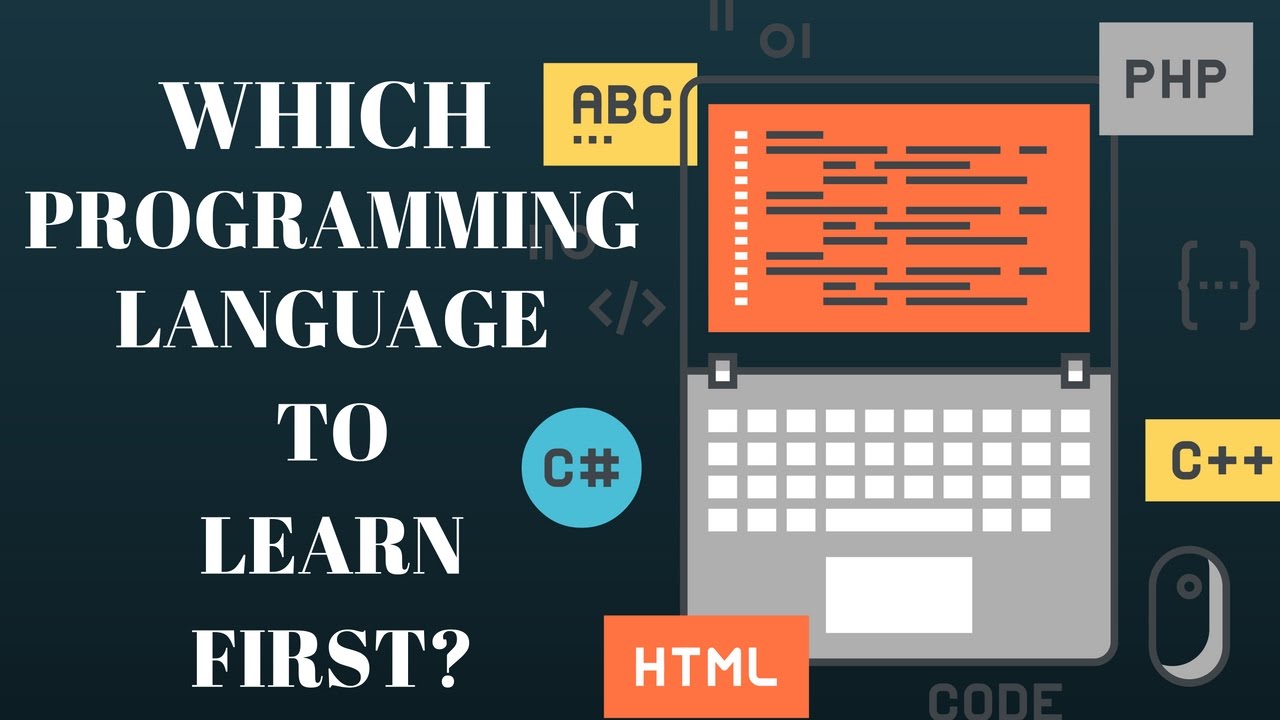 WHICH
PROGRAMMING
LANGUAGE
TO
LEARN
FIRST?
ABC
...
PHP
</>
{...}
C#
C++
HTML
CODE